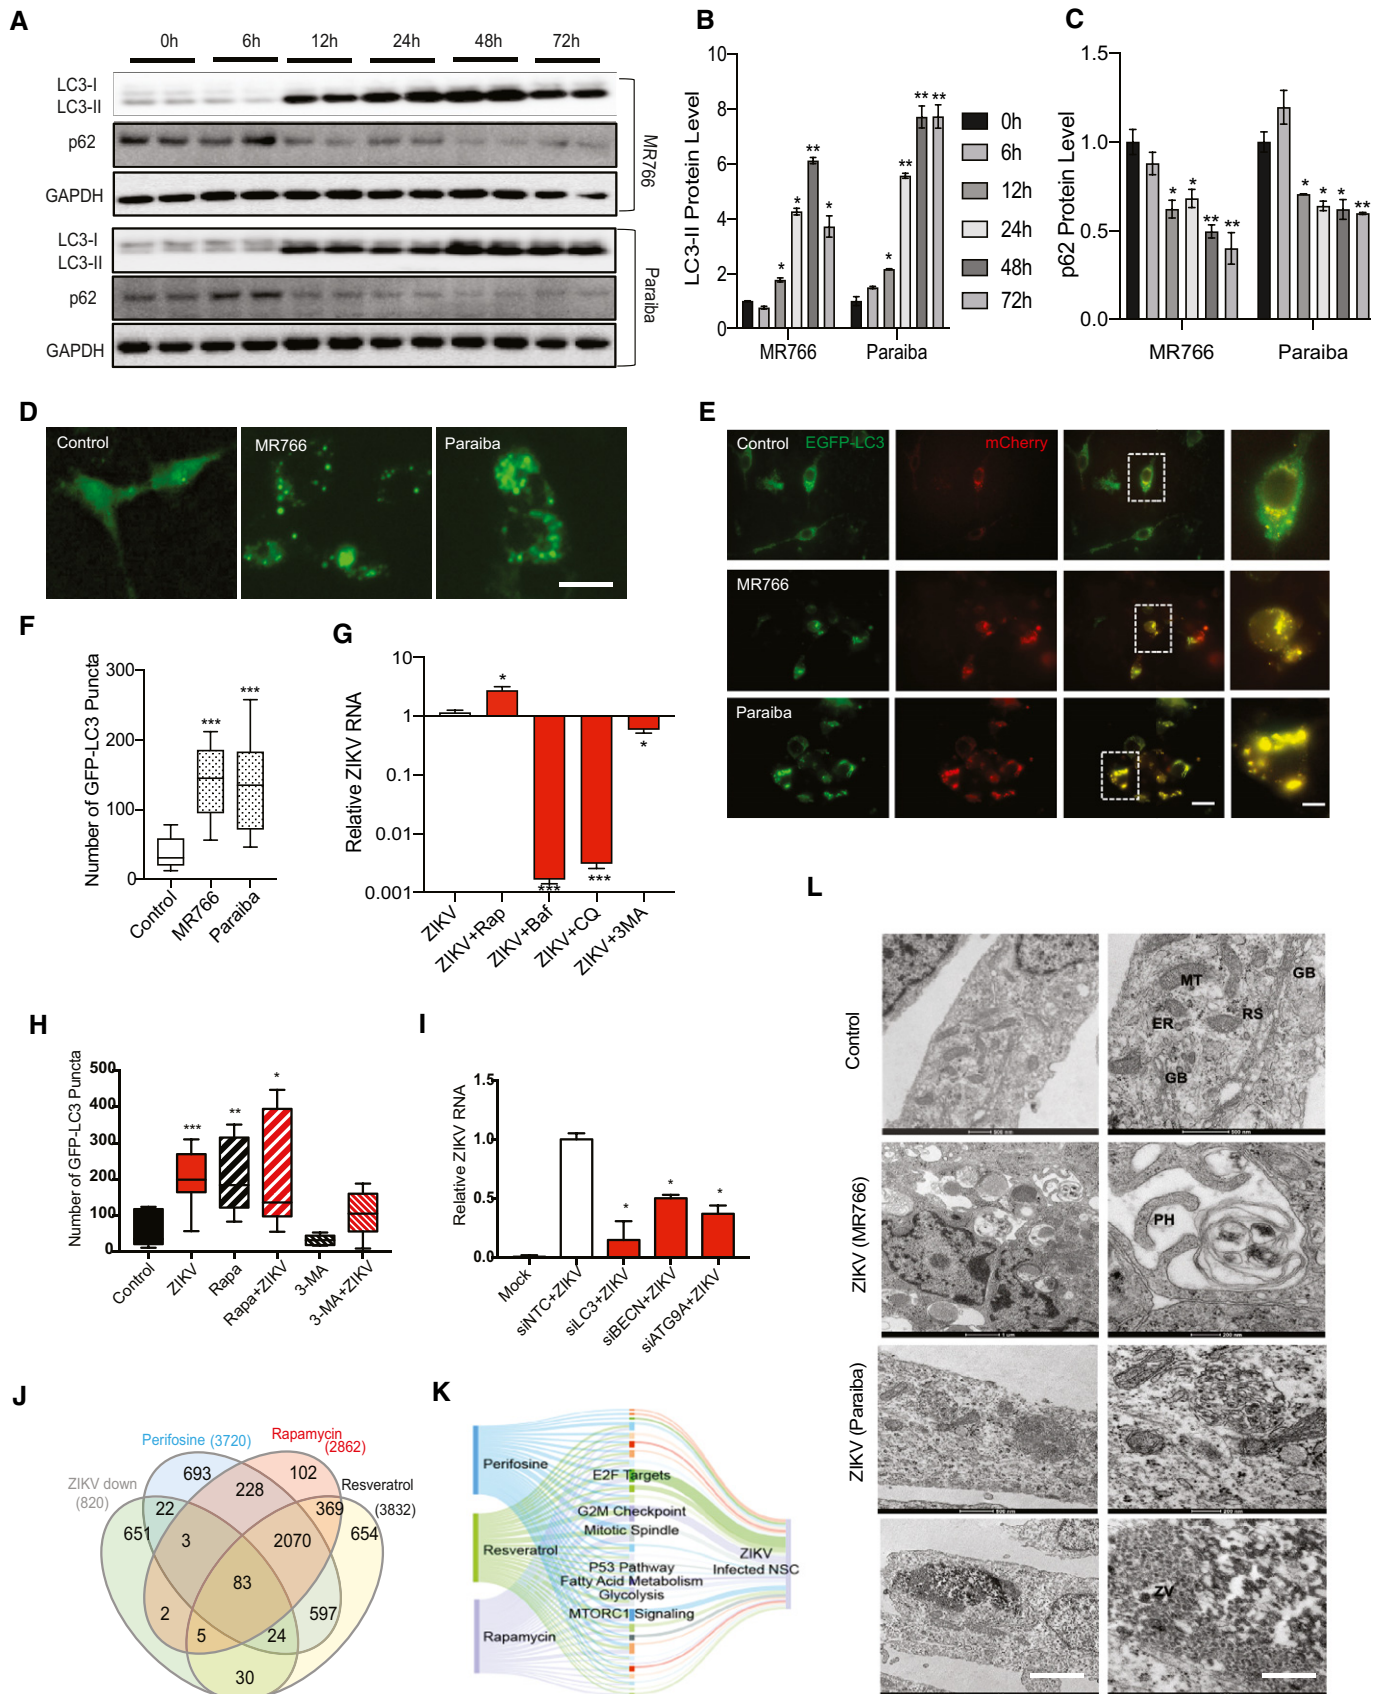 A
0h 6h 12h 24h 48h 72h
LC3-I
LC3-II
p62
GAPDH
MR766
LC3-I
LC3-II
p62
GAPDH
Paraiba
B
LC3-II Protein Level
10
8
6
4
2
0
* * ** *
* ** ** **
MR766 Paraiba
0h
6h
12h
24h
48h
72h
C
p62 Protein Level
1.5
1.0
0.5
0.0
* * ** **
* * * **
MR766 Paraiba
D
Control
MR766
Paraiba
E
Control EGFP-LC3 mCherry
MR766
Paraiba
F
Number of GFP-LC3 Puncta
300
200
100
0
*** ***
Control
MR766
Paraiba
G
Relative ZIKV RNA
10
1
0.1
0.01
0.001
* *** *** *
ZIKV
ZIKV+Rap
ZIKV+Baf
ZIKV+CQ
ZIKV+3MA
H
Number of GFP-LC3 Puncta
500
400
300
200
100
0
*** ** *
Control
ZIKV
Rapa
Rapa+ZIKV
3-MA
3-MA+ZIKV
I
Relative ZIKV RNA
1.5
1.0
0.5
0.0
* * *
Mock
siNTC+ZIKV
siLC3+ZIKV
siBECN+ZIKV
siATG9A+ZIKV
J
Perifosine (3720)
Rapamycin
(2862)
ZIKV down
(820)
Resveratrol
(3832)
693 102
22 228 369
651 3 2070 654
83
2 597
5 24
30
K
Perifosine
Resveratrol
Rapamycin
E2F Targets
G2M Checkpoint
Mitotic Spindle
P53 Pathway
Fatty Acid Metabolism
Glycolysis
MTORC1 Signaling
ZIKV
Infected NSC
L
Control
MT GB
ER RS
GB
500 nm
ZIKV (MR766)
PH
1 um
200 nm
ZIKV (Paraiba)
200 nm
ZV